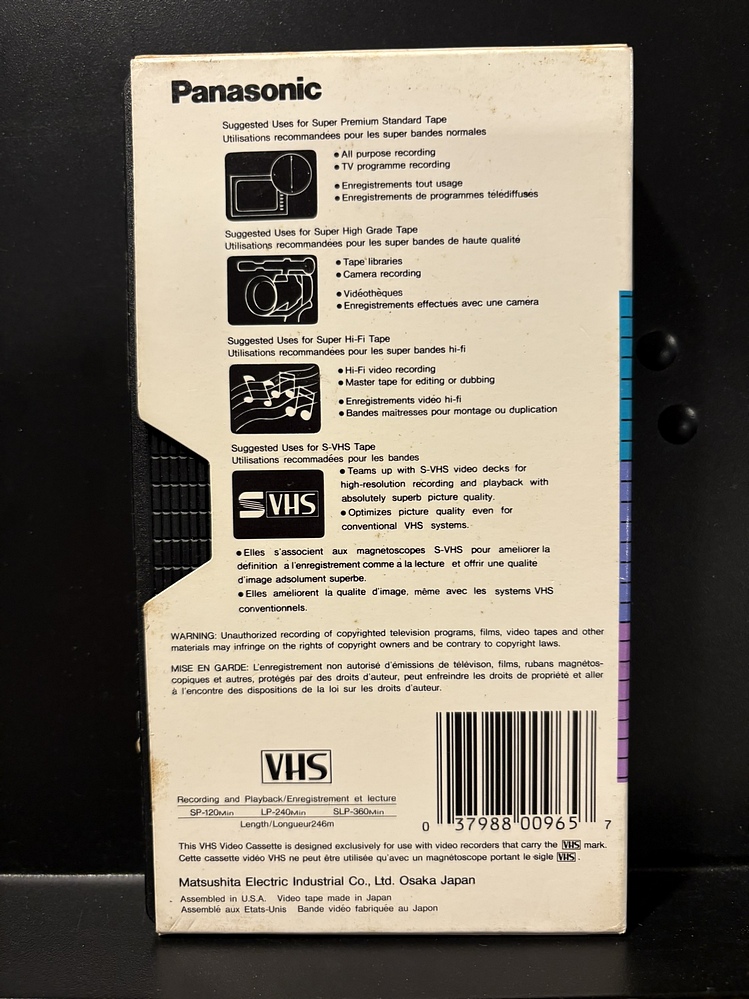 Panasonic
Suggested Uses for Super Premium Standard Tape
Utilisations recommandées pour les super bandes normales
● All purpose recording
● TV programme recording
● Enregistrements tout usage
● Enregistrements de programmes télédiffusés
Suggested Uses for Super High Grade Tape
Utilisations recommandées pour les super bandes de haute qualité
● Tape libraries
● Camera recording
● Vidéothèques
● Enregistrements effectues avec une caméra
Suggested Uses for Super Hi-Fi Tape
Utilisations recommandées pour les super bandes hi-fi
● Hi-Fi video recording
● Master tape for editing or dubbing
● Enregistrements vidéo hi-fi
● Bandes maitresses pour montage ou duplication
Suggested Uses for S-VHS Tape
Utilisations recommadées pour les bandes
S VHS
● Teams up with S-VHS video decks for
high-resolution recording and playback with
absolutely superb picture quality.
● Optimizes picture quality even for
conventional VHS systems.
● Elles s'associent aux magnetoscopes S-VHS pour ameliorer la
definition a l'enregistrement comme a la lecture et offrir une qualite
d'image adsolument superbe.
● Elles ameliorent la qualite d'image, même avec les systems VHS
conventionnels.
WARNING: Unauthorized recording of copyrighted television programs, films, video tapes and other
materials may infringe on the rights of copyright owners and be contrary to copyright laws.
MISE EN GARDE: L'enregistrement non autorisé d'émissions de télévison, films, rubans magnétos-
copiques et autres, protégés par des droits d'auteur, peut enfreindre les droits de propriété et aller
à l'encontre des dispositions de la loi sur les droits d'auteur.
VHS
Recording and Playback/Enregistrement et lecture
SP-120Min LP-240Min SLP-360Min
Length/Longueur246m
0 37988 00965 7
This VHS Video Cassette is designed exclusively for use with video recorders that carry the VHS mark.
Cette cassette vidéo VHS ne peut être utilisée qu'avec un magnétoscope portant le sigle VHS.
Matsushita Electric Industrial Co., Ltd. Osaka Japan
Assembled in U.S.A. Video tape made in Japan
Assemblé aux Etats-Unis Bande vidéo fabriquée au Japon